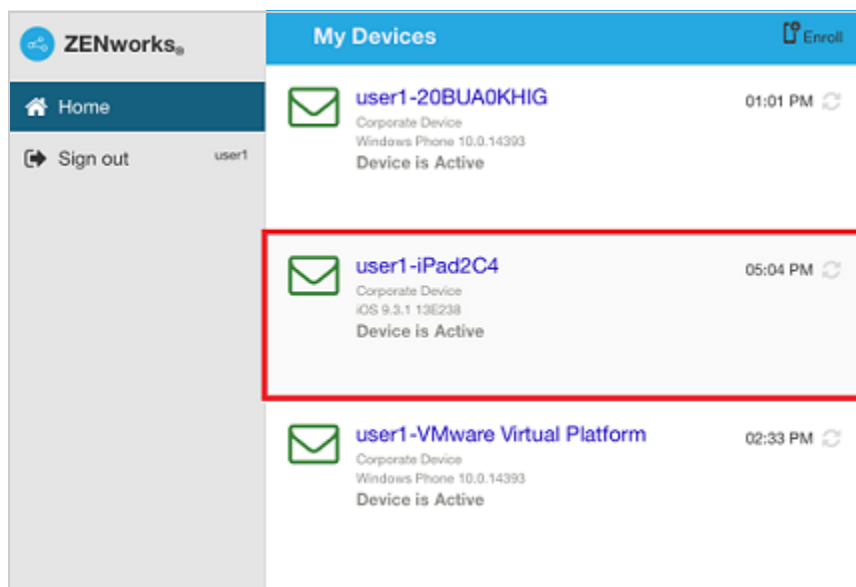 ZENworks®
My Devices
Enroll
Home
Sign out
user1
user1-20BUA0KHIG
01:01 PM
Corporate Device
Windows Phone 10.0.14393
Device is Active
user1-iPad2C4
05:04 PM
Corporate Device
iOS 9.3.1 13E238
Device is Active
user1-VMware Virtual Platform
02:33 PM
Corporate Device
Windows Phone 10.0.14393
Device is Active